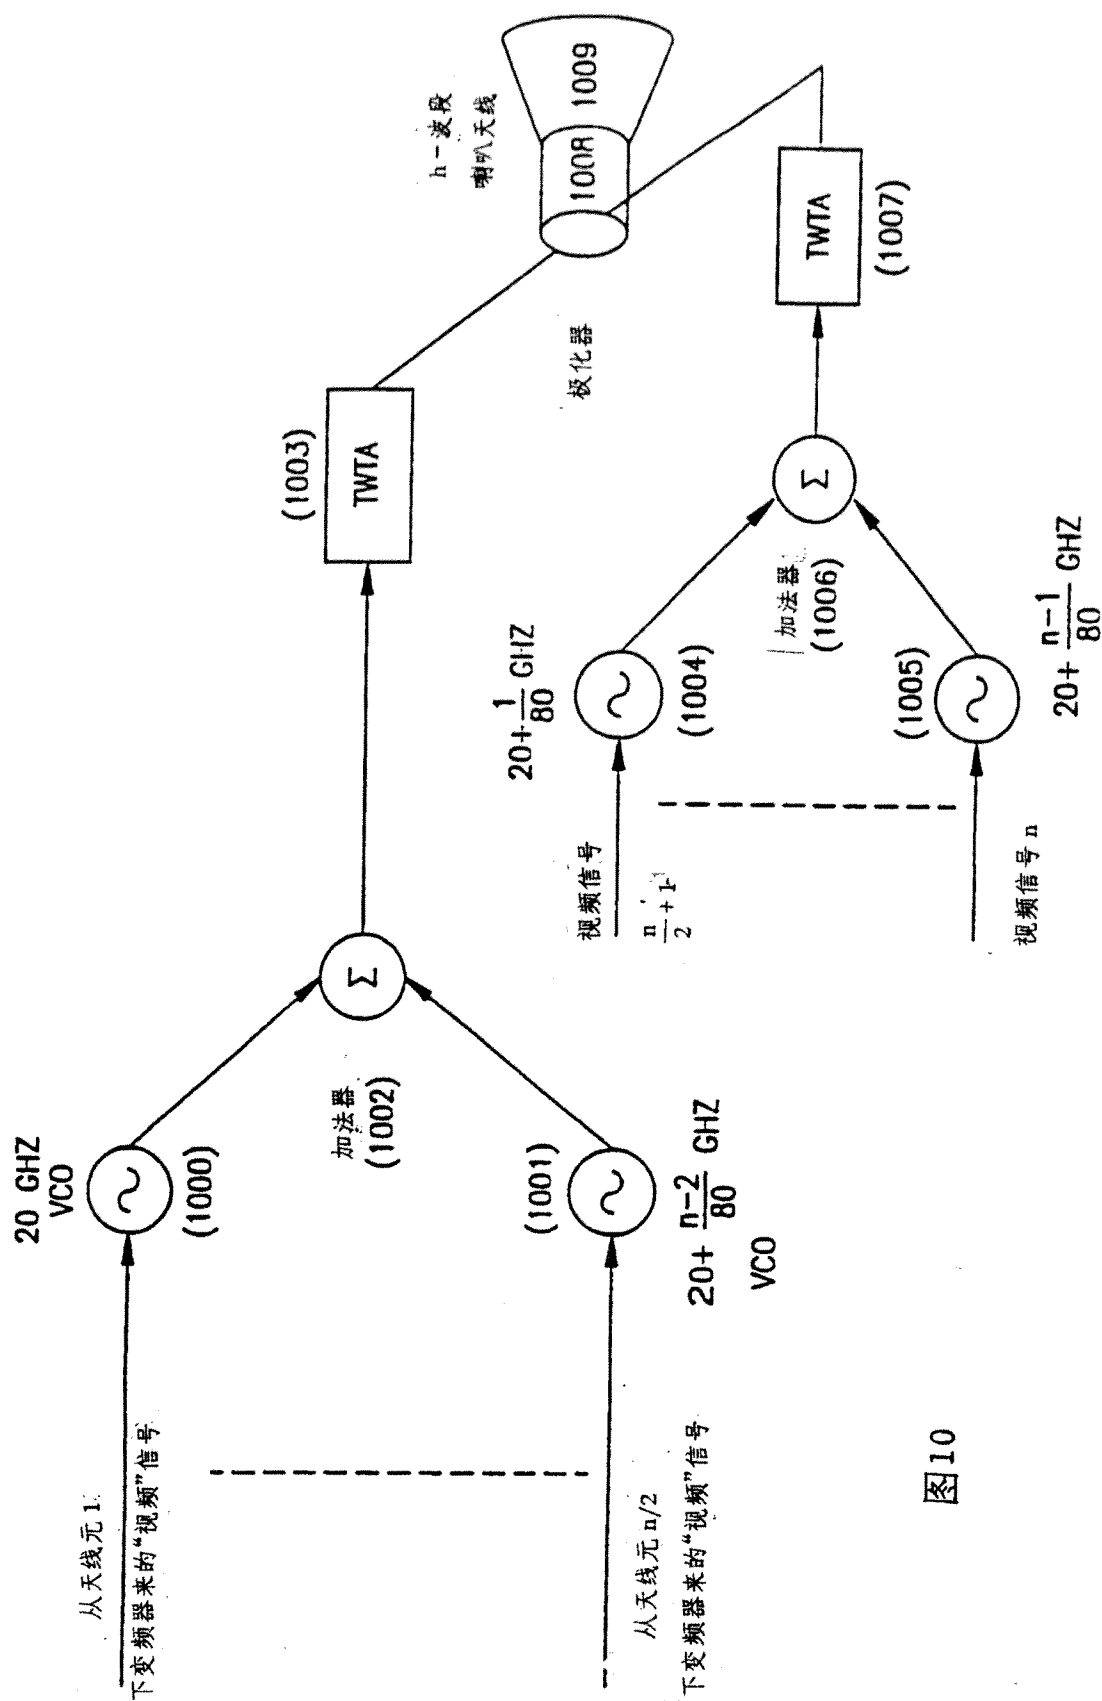 20 GHZ
VCO
(1000)
从天线元 1
下变频器来的“视频”信号
加法器
(1002)
Σ
(1001)
20+ n-2/80 GHZ
VCO
从天线元 n/2
下变频器来的“视频”信号
(1003)
TWTA
h-波段
喇叭天线
1008
1009
极化器
20+ 1/80 GHZ
(1004)
视频信号
n/2 +1
加法器
(1006)
Σ
(1005)
20+ n-1/80 GHZ
视频信号 n
TWTA
(1007)
图10